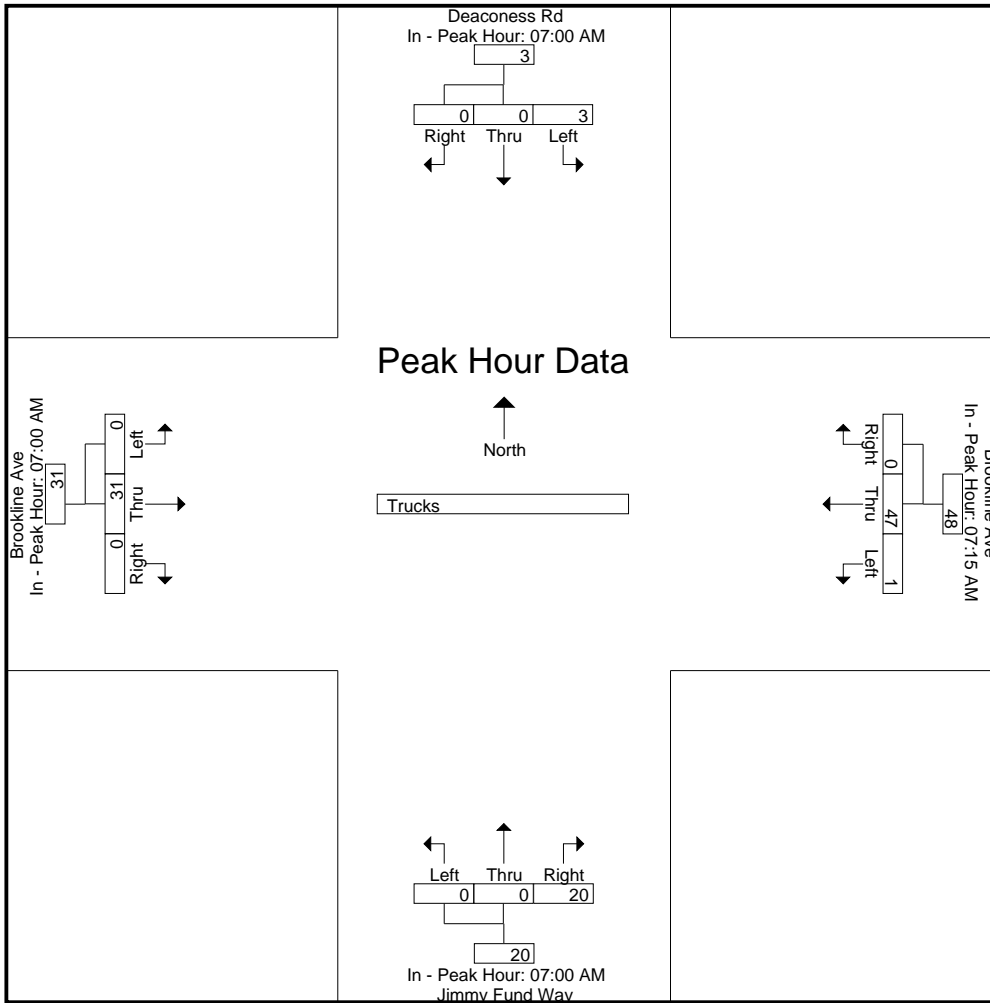 Deaconess Rd
In - Peak Hour: 07:00 AM
3
0 0 3
Right Thru Left
Peak Hour Data
North
Trucks
Brookline Ave
In - Peak Hour: 07:00 AM
31
0 31 0
Left Thru Right
Brookline Ave
In - Peak Hour: 07:15 AM
48
0 47 1
Right Thru Left
Left Thru Right
0 0 20
20
In - Peak Hour: 07:00 AM
Jimmy Fund Way